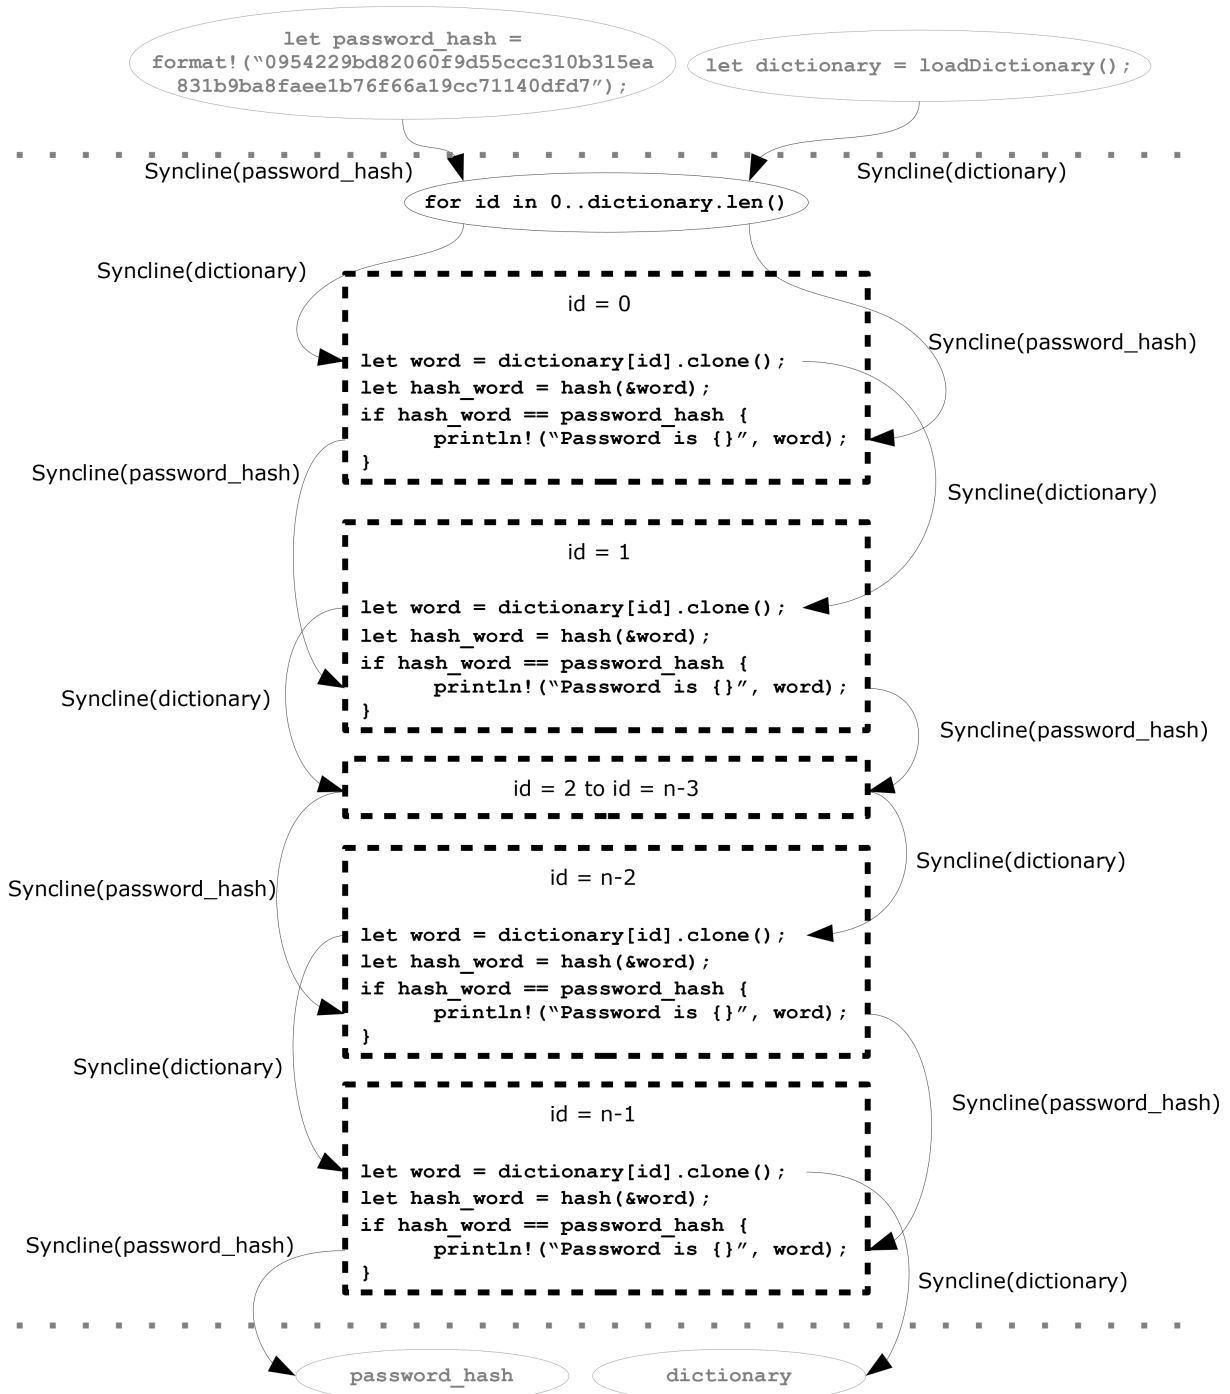 let password_hash =
format!(“0954229bd82060f9d55ccc310b315ea
831b9ba8faee1b76f66a19cc71140dfd7”);
let dictionary = loadDictionary();
Syncline(password_hash)
Syncline(dictionary)
for id in 0..dictionary.len()
Syncline(dictionary)
id = 0
Syncline(password_hash)
let word = dictionary[id].clone();
let hash_word = hash(&word);
if hash_word == password_hash {
println!(“Password is {}”, word);
}
Syncline(password_hash)
Syncline(dictionary)
id = 1
let word = dictionary[id].clone();
let hash_word = hash(&word);
if hash_word == password_hash {
println!(“Password is {}”, word);
}
Syncline(dictionary)
Syncline(password_hash)
id = 2 to id = n-3
Syncline(password_hash)
Syncline(dictionary)
id = n-2
let word = dictionary[id].clone();
let hash_word = hash(&word);
if hash_word == password_hash {
println!(“Password is {}”, word);
}
Syncline(dictionary)
Syncline(password_hash)
id = n-1
let word = dictionary[id].clone();
let hash_word = hash(&word);
if hash_word == password_hash {
println!(“Password is {}”, word);
}
Syncline(password_hash)
Syncline(dictionary)
password_hash
dictionary